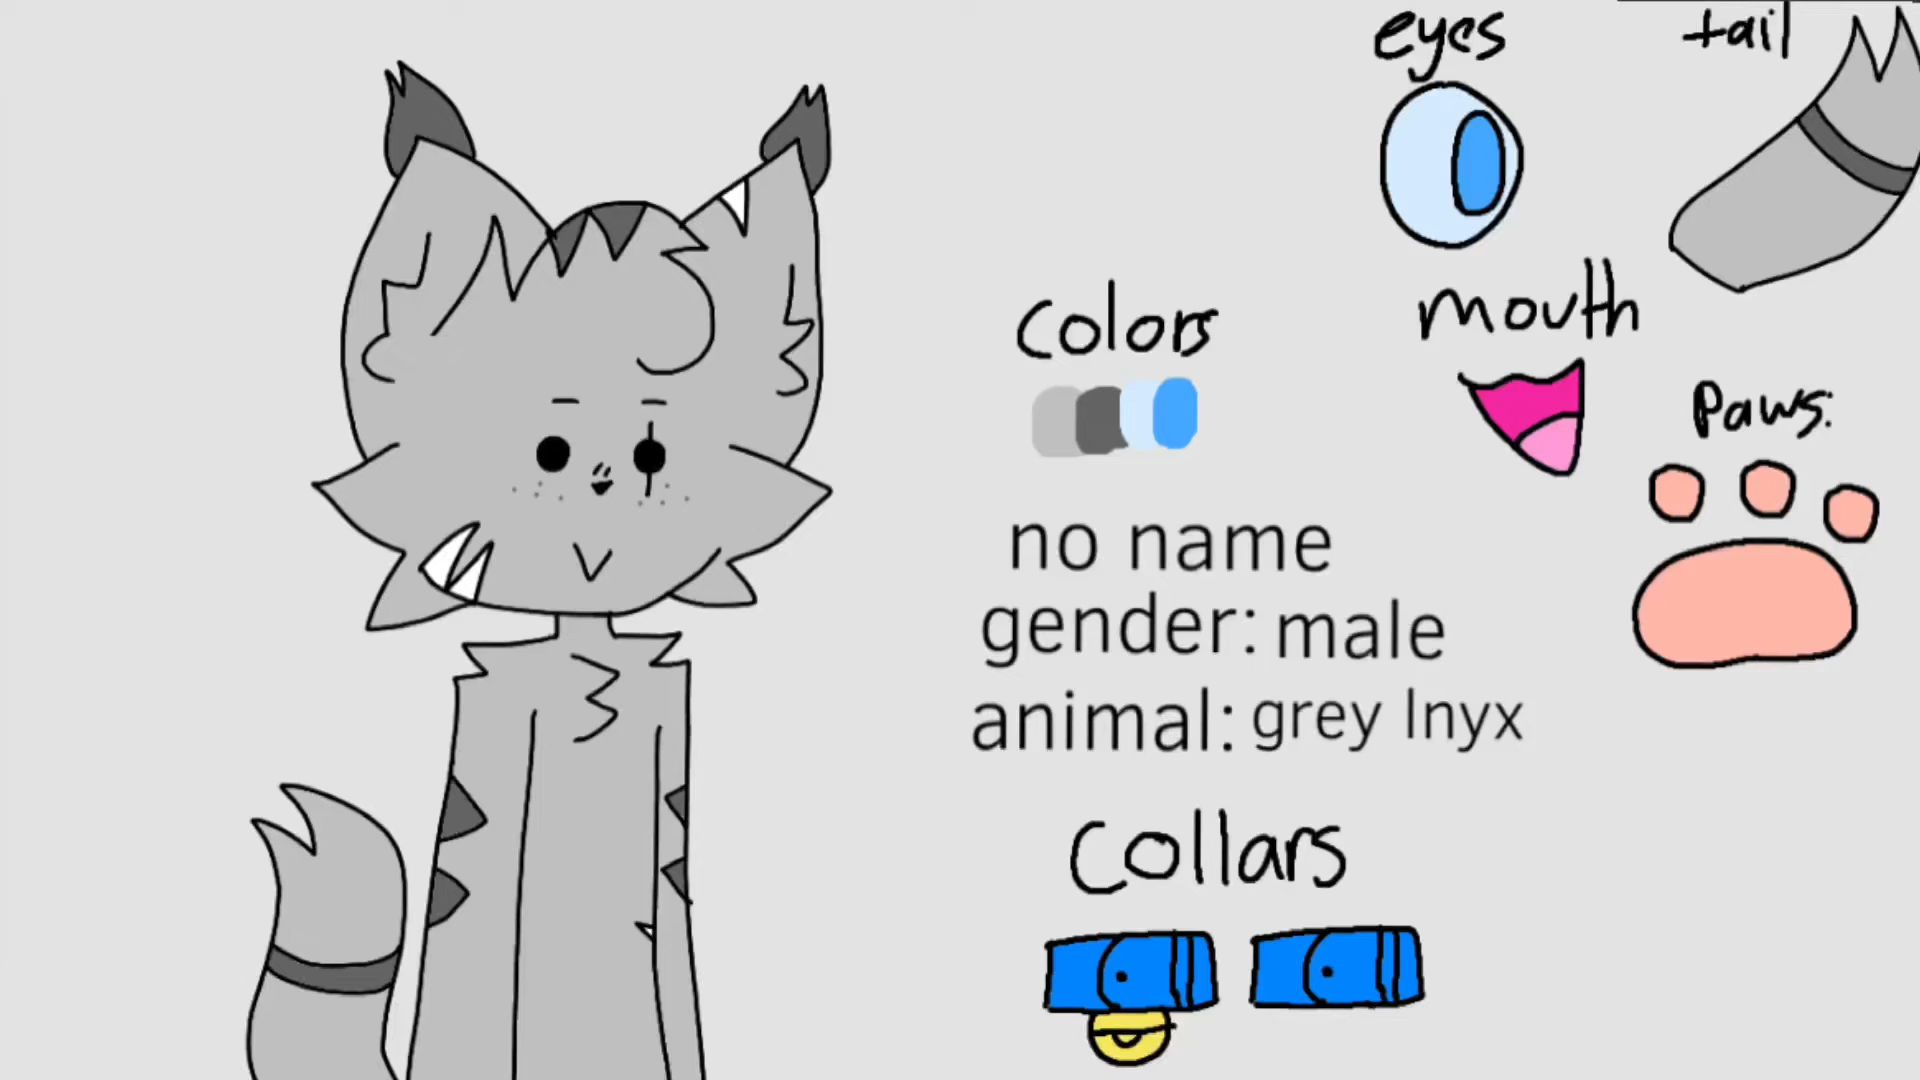 eyes
tail
Colors
mouth
Paws:
no name
gender: male
animal: grey lnyx
Collars